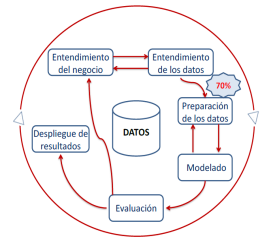 Entendimiento
del negocio
Entendimiento
de los datos
70%
Preparación
de los datos
DATOS
Despliegue de
resultados
Modelado
Evaluación